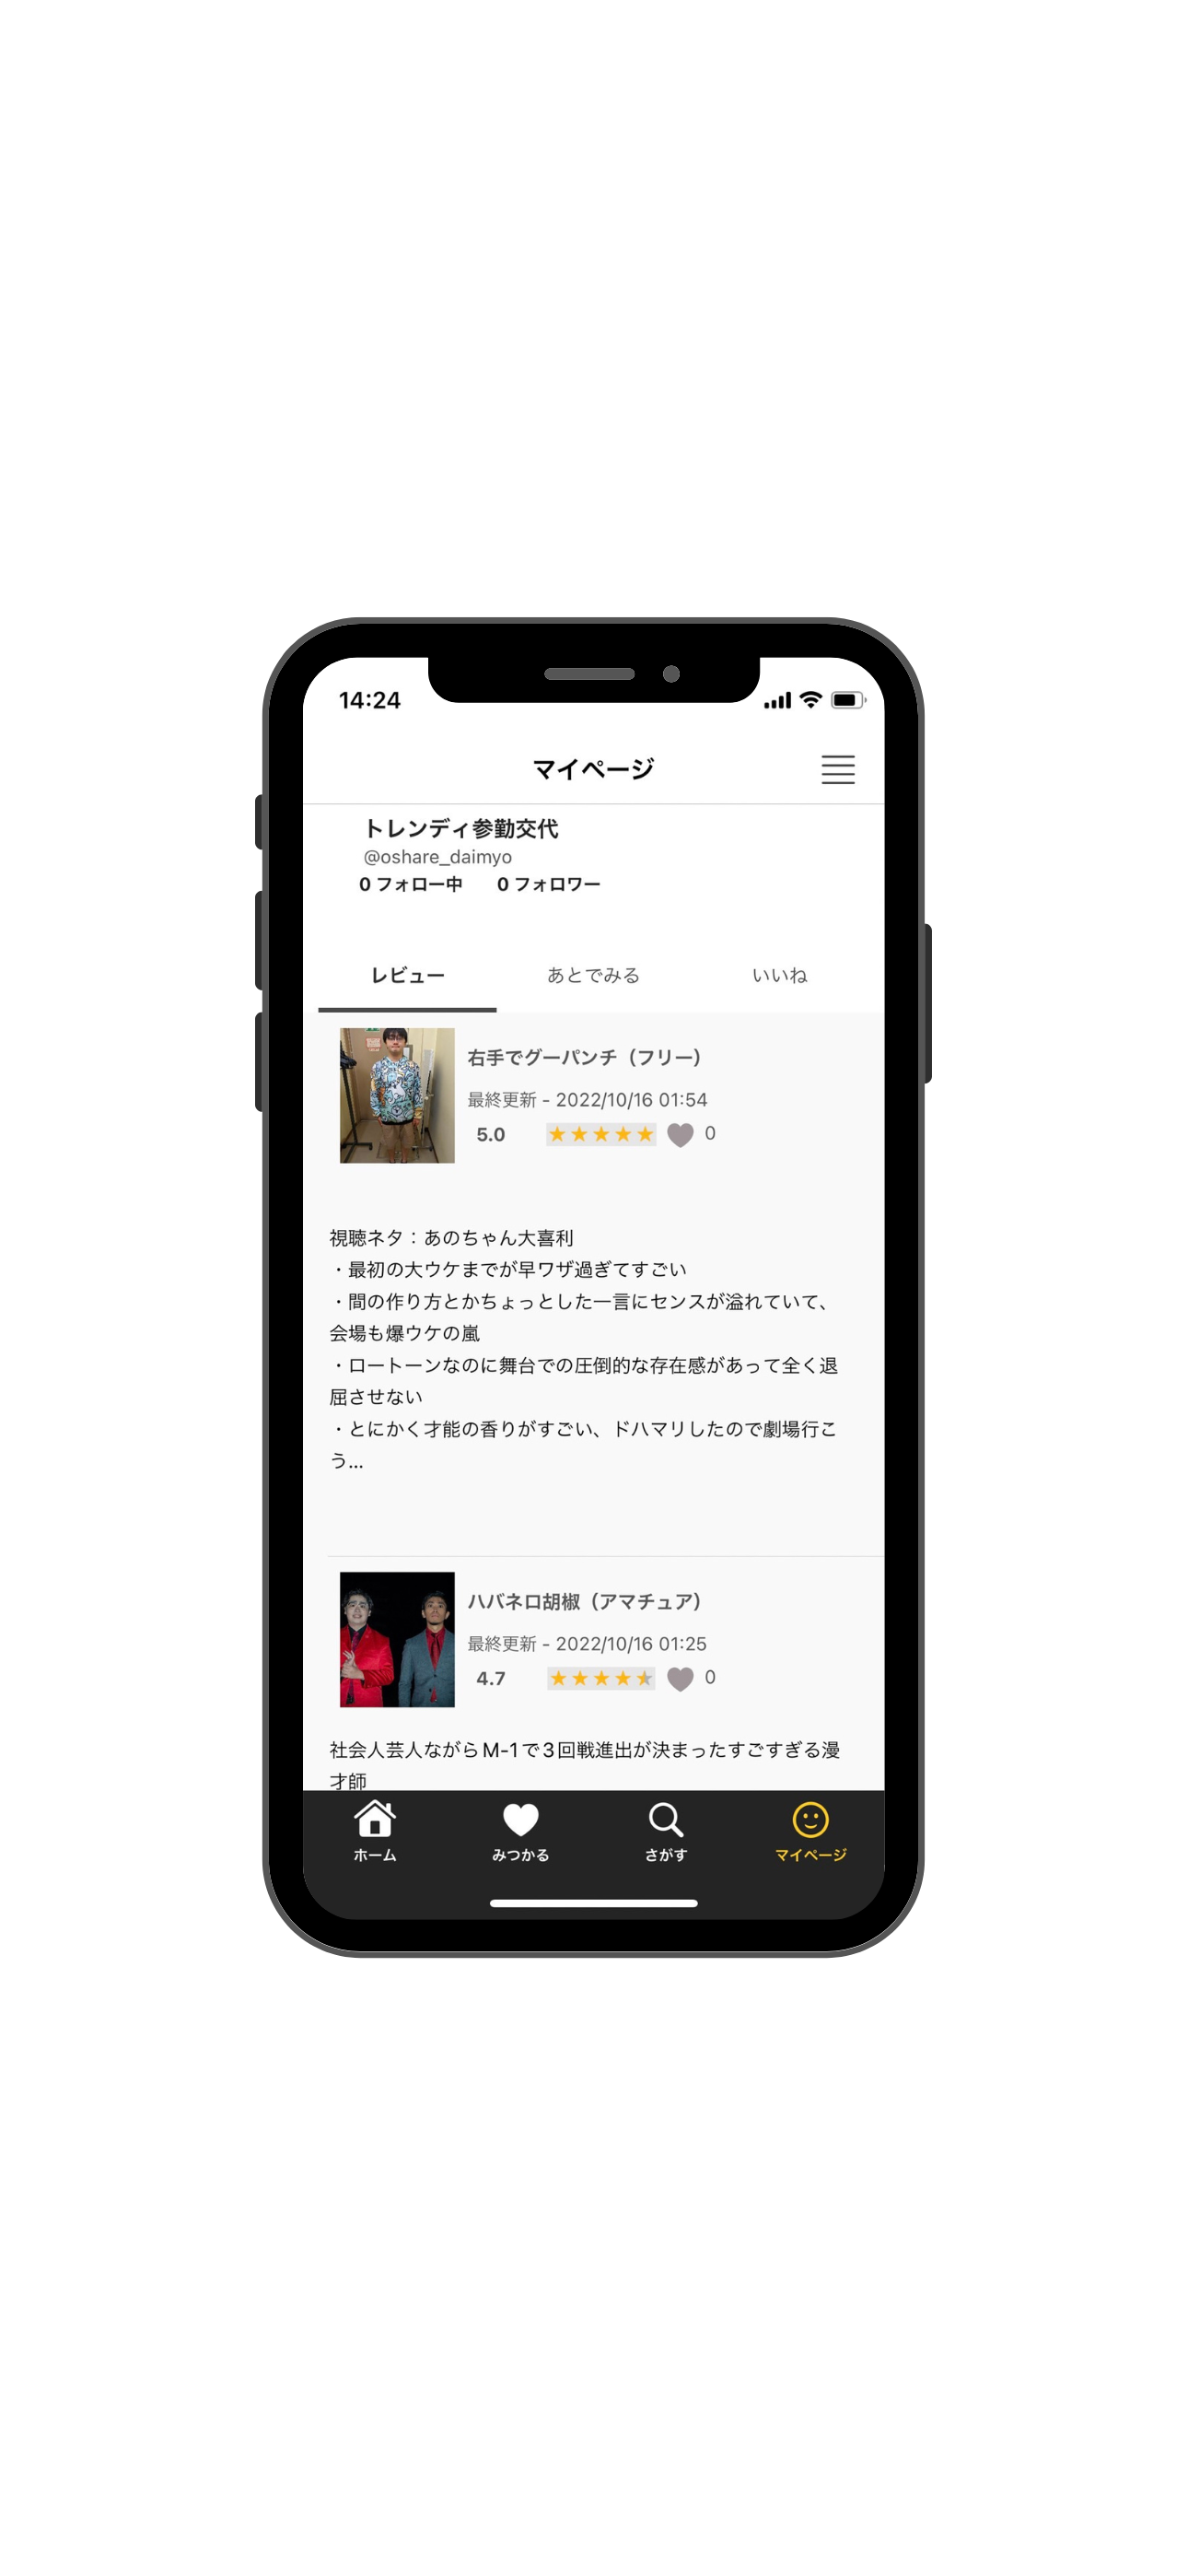 14:24
マイページ
トレンディ参勤交代
@oshare_daimyo
0 フォロー中 0 フォロワー
レビュー あとでみる いいね
右手でグーパンチ（フリー）
最終更新 - 2022/10/16 01:54
5.0 ★★★★★ 0
視聴ネタ：あのちゃん大喜利
・最初の大ウケまでが早ワザ過ぎてすごい
・間の作り方とかちょっとした一言にセンスが溢れていて、
会場も爆ウケの嵐
・ロートーンなのに舞台での圧倒的な存在感があって全く退
屈させない
・とにかく才能の香りがすごい、ドハマリしたので劇場行こ
う...
ハバネロ胡椒（アマチュア）
最終更新 - 2022/10/16 01:25
4.7 ★★★★★ 0
社会人芸人ながらM-1で3回戦進出が決まったすごすぎる漫
才師
ホーム みつかる さがす マイページ